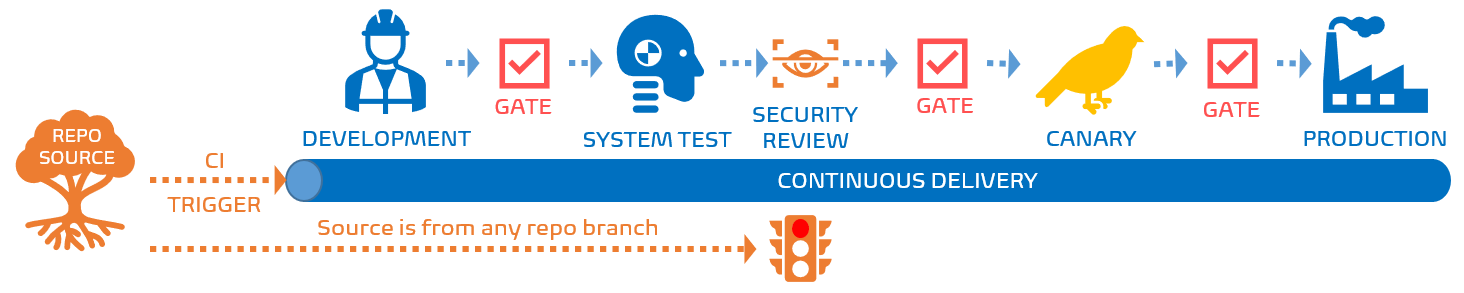 REPO
SOURCE
CI
TRIGGER
DEVELOPMENT
GATE
SYSTEM TEST
SECURITY
REVIEW
GATE
CANARY
GATE
PRODUCTION
CONTINUOUS DELIVERY
Source is from any repo branch